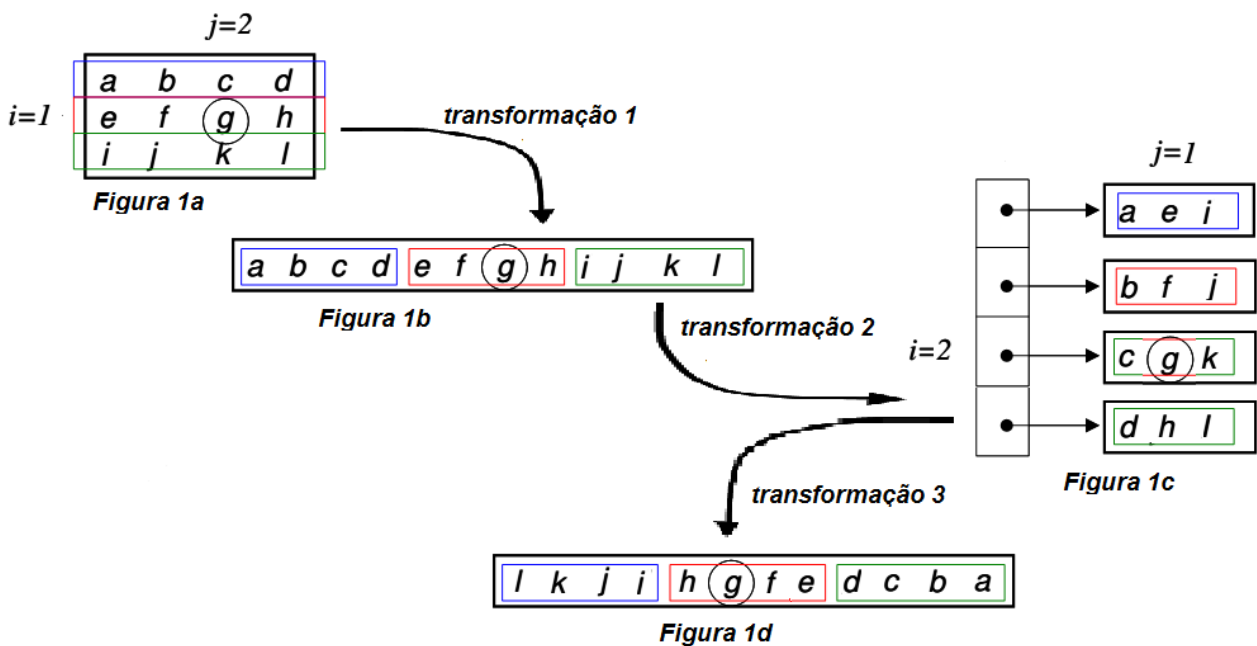 j=2
a b c d
i=1
e f g h
i j k l
Figura 1a
transformação 1
a b c d e f g h i j k l
Figura 1b
transformação 2
j=1
a e i
b f j
i=2
c g k
d h l
Figura 1c
transformação 3
l k j i h g f e d c b a
Figura 1d